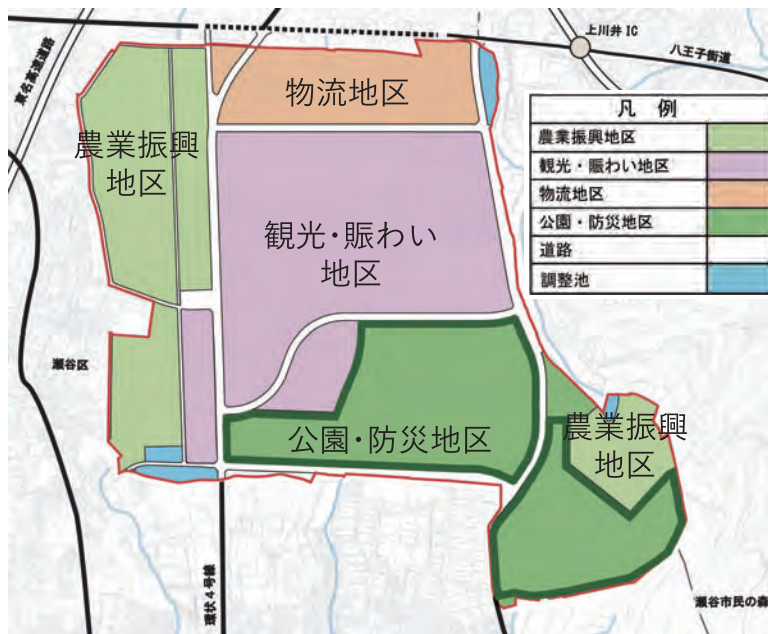 上川井IC
八王子街道
東名高速道路
物流地区
凡 例
農業振興地区
観光・賑わい地区
物流地区
公園・防災地区
道路
調整池
農業振興
地区
観光・賑わい
地区
瀬谷区
公園・防災地区
農業振興
地区
環状4号線
瀬谷市民の森